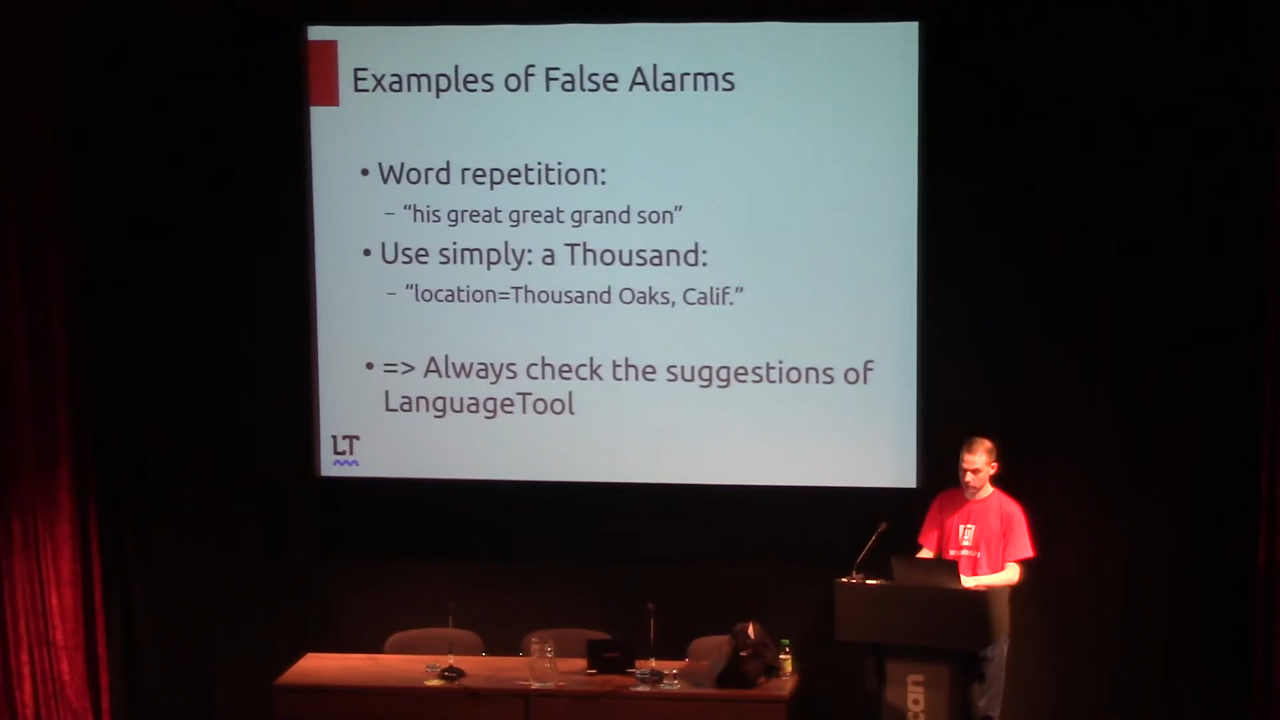 Examples of False Alarms
• Word repetition:
– “his great great grand son”
• Use simply: a Thousand:
– “location=Thousand Oaks, Calif.”
• => Always check the suggestions of
LanguageTool
LT
can